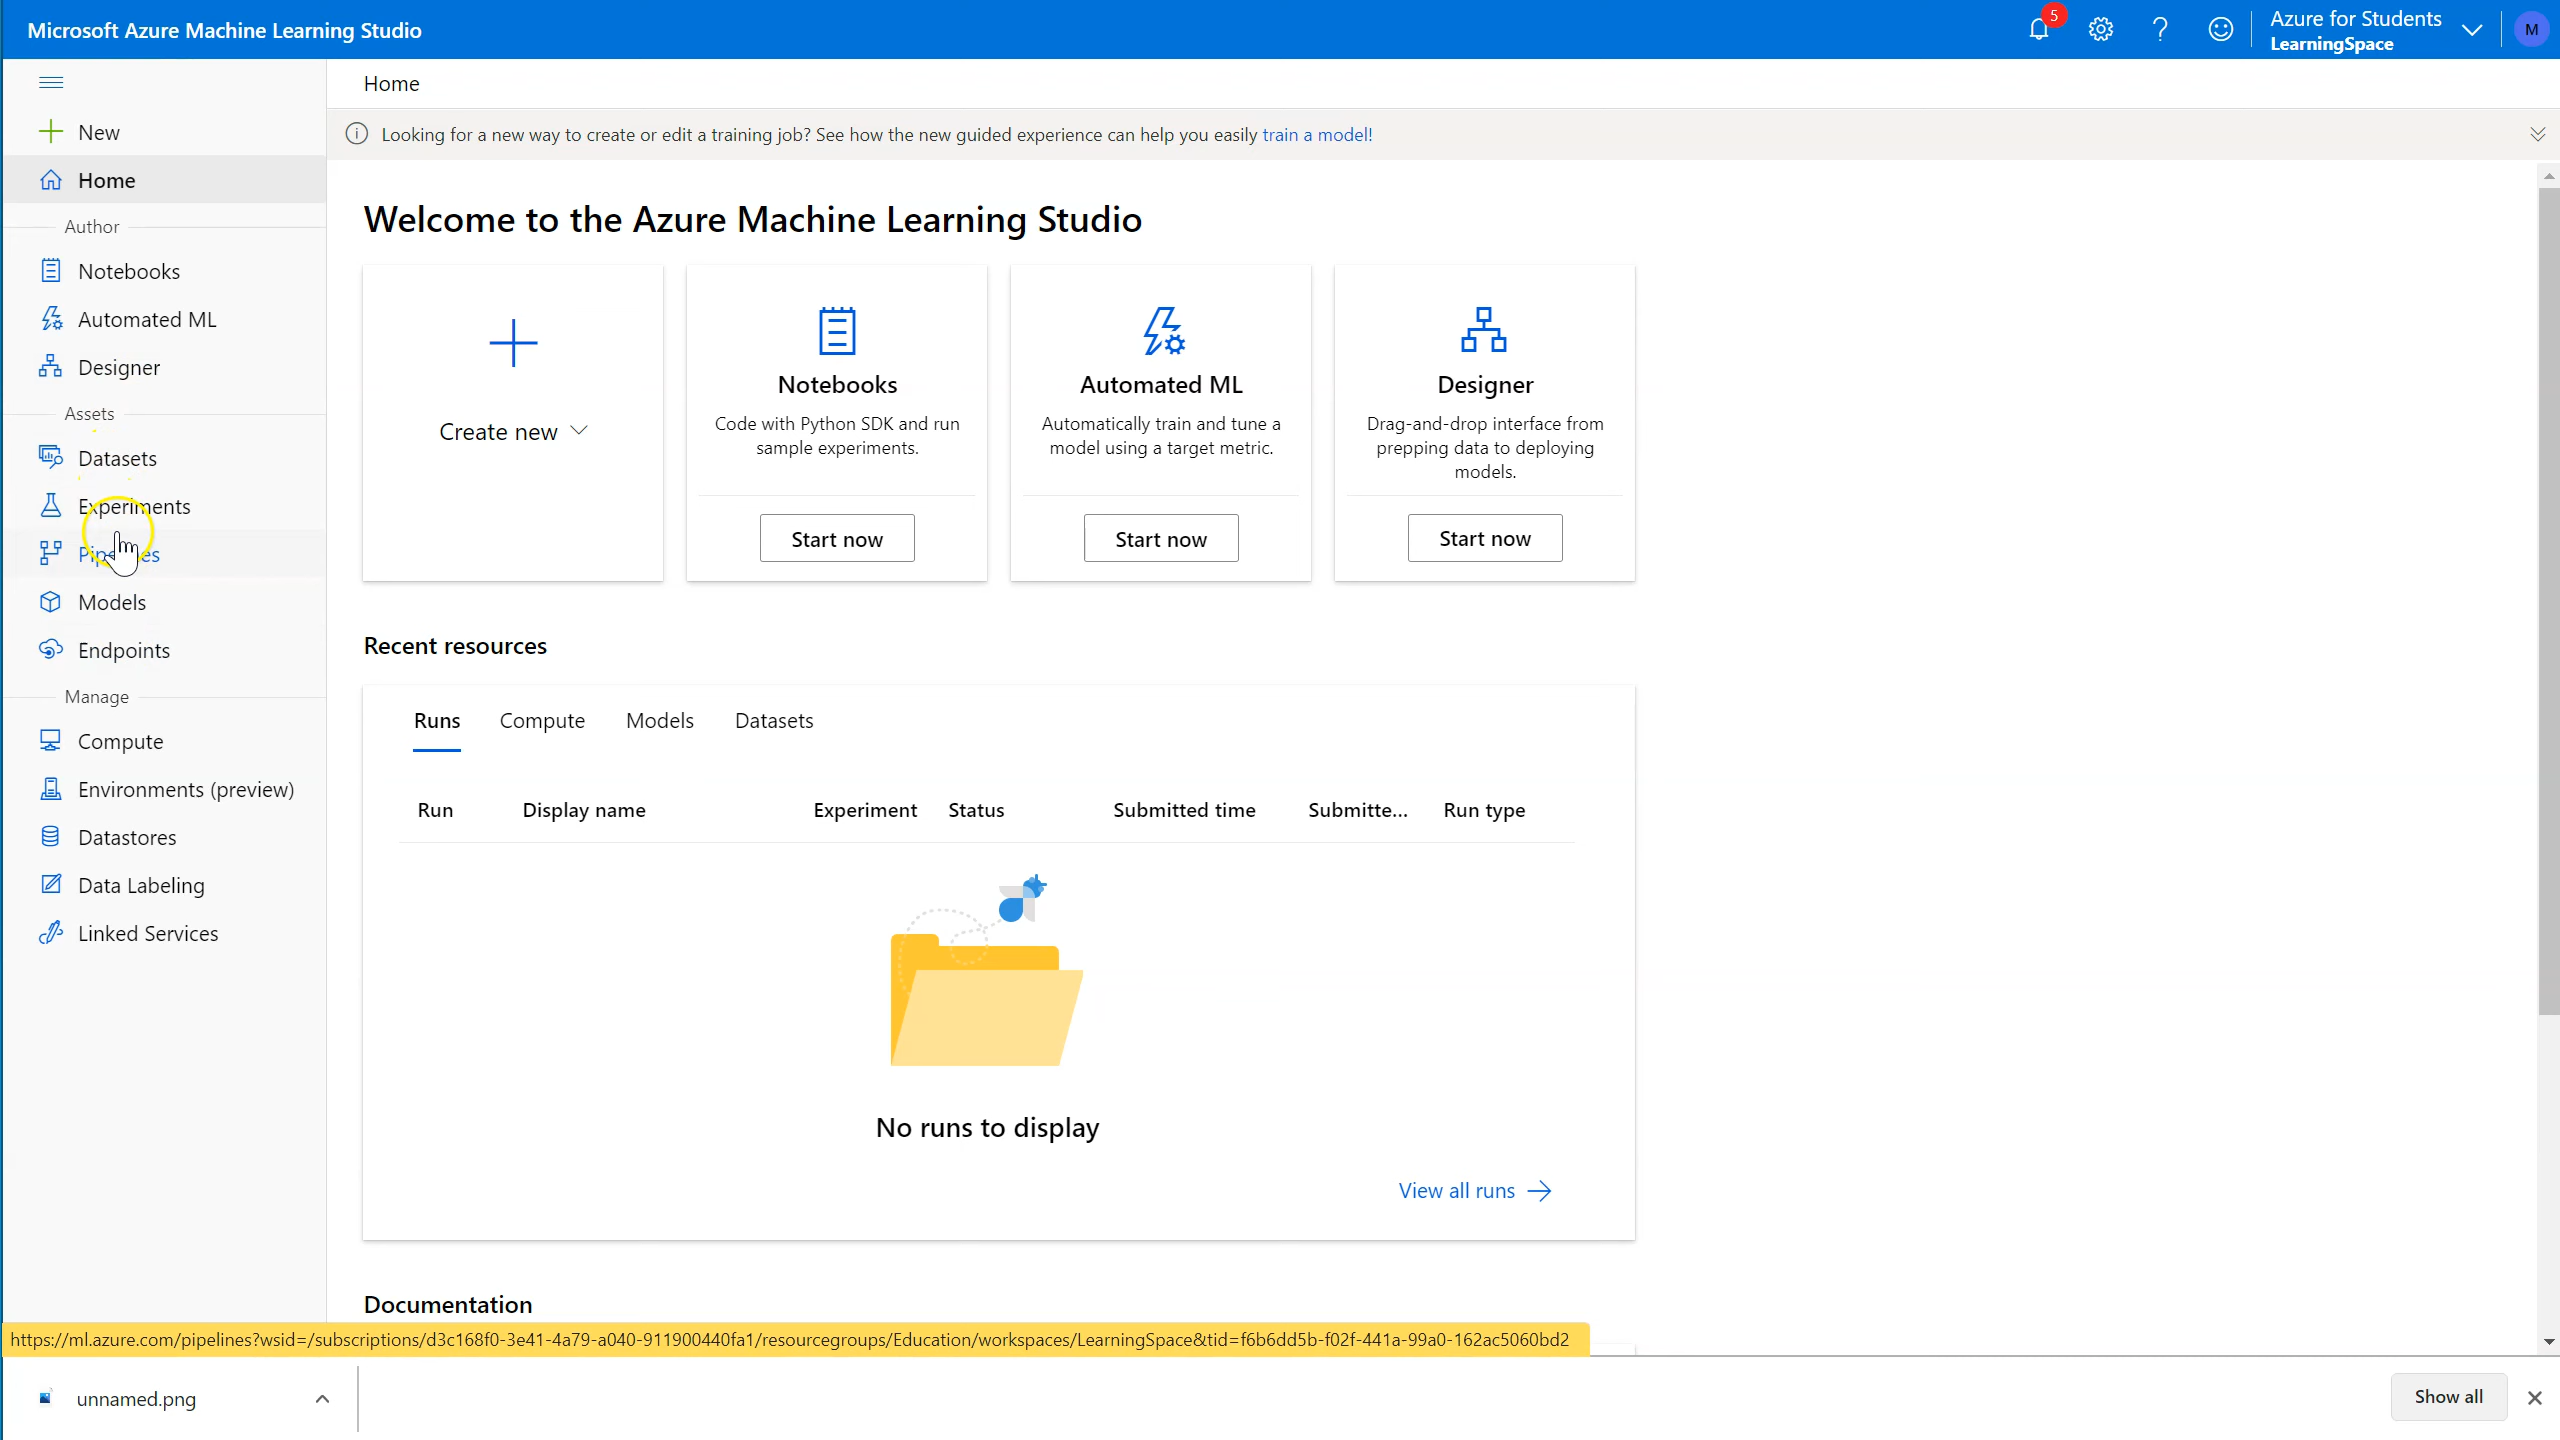 Microsoft Azure Machine Learning Studio
5
Azure for Students
LearningSpace
M
New
Home
Author
Notebooks
Automated ML
Designer
Assets
Datasets
Experiments
Pipelines
Models
Endpoints
Manage
Compute
Environments (preview)
Datastores
Data Labeling
Linked Services
Home
Looking for a new way to create or edit a training job? See how the new guided experience can help you easily train a model!
Welcome to the Azure Machine Learning Studio
Create new
Notebooks
Code with Python SDK and run
sample experiments.
Start now
Automated ML
Automatically train and tune a
model using a target metric.
Start now
Designer
Drag-and-drop interface from
prepping data to deploying
models.
Start now
Recent resources
Runs Compute Models Datasets
Run Display name Experiment Status Submitted time Submitte... Run type
No runs to display
View all runs
Documentation
https://ml.azure.com/pipelines?wsid=/subscriptions/d3c168f0-3e41-4a79-a040-911900440fa1/resourcegroups/Education/workspaces/LearningSpace&tid=f6b6dd5b-f02f-441a-99a0-162ac5060bd2
unnamed.png
Show all